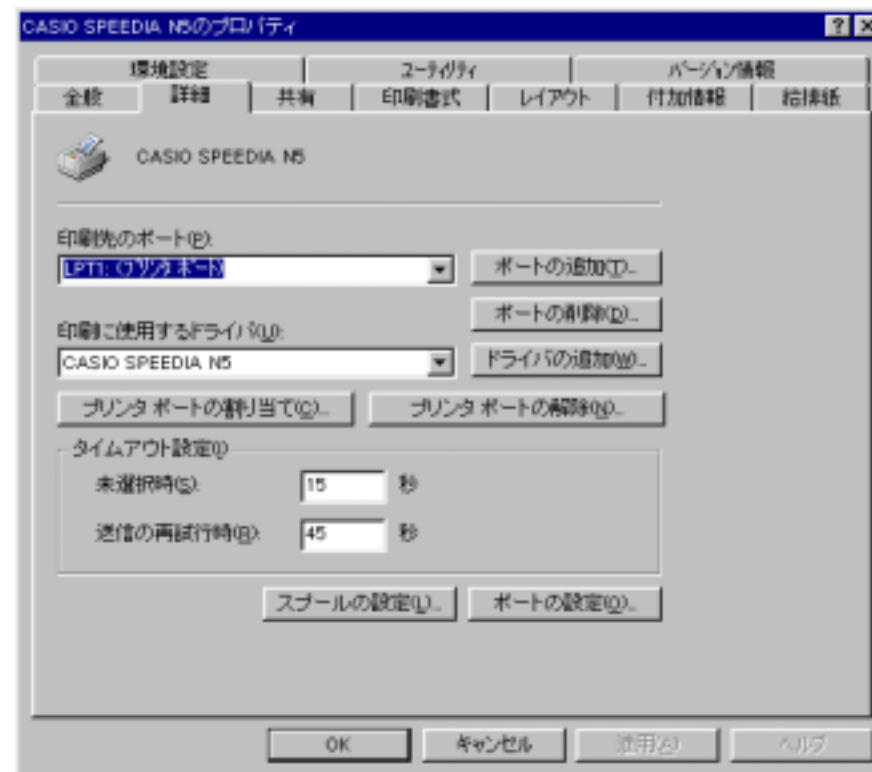 CASIO SPEEDIA N5のプロパティ
環境設定 ユーティリティ バージョン情報
全般 詳細 共有 印刷書式 レイアウト 付加情報 給排紙
CASIO SPEEDIA N5
印刷先のポート(P):
LPT1: (プリンタ ポート)
ポートの追加(T)...
ポートの削除(D)...
印刷に使用するドライバ(U):
CASIO SPEEDIA N5
ドライバの追加(W)...
プリンタ ポートの割り当て(C)... プリンタ ポートの解除(N)...
タイムアウト設定(I)
未選択時(S): 15 秒
送信の再試行時(R): 45 秒
スプールの設定(L)... ポートの設定(O)...
OK キャンセル 適用(A) ヘルプ